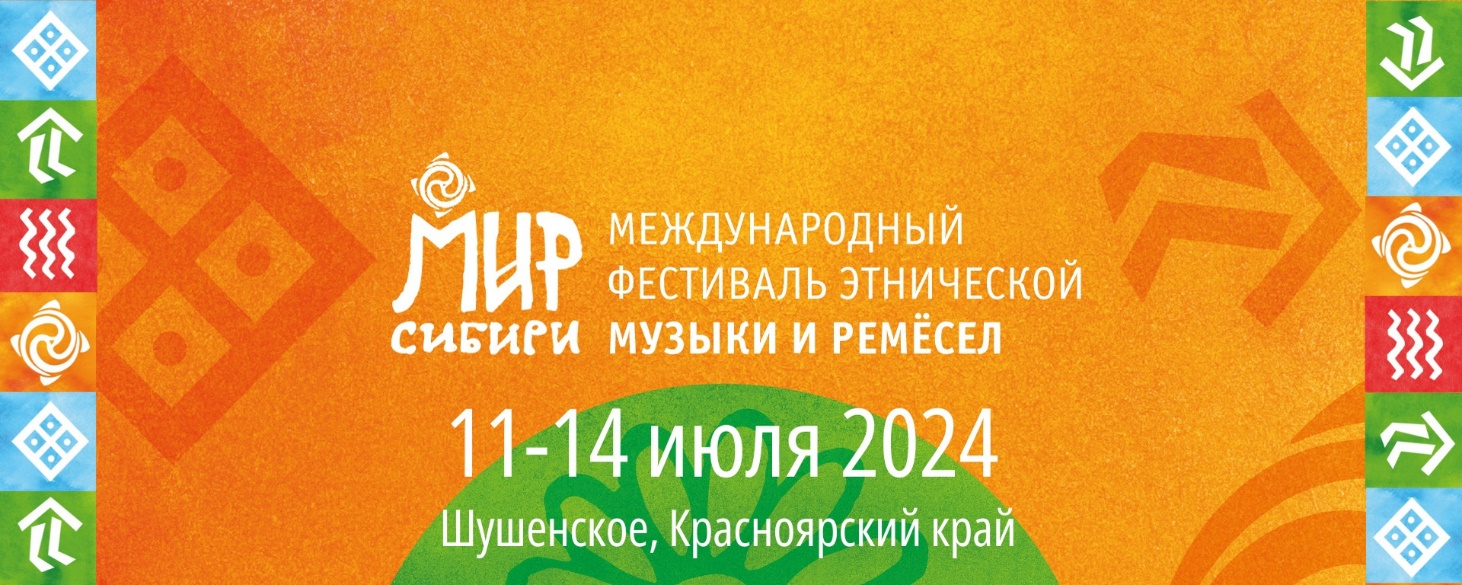 МИР
СИБИРИ
МЕЖДУНАРОДНЫЙ
ФЕСТИВАЛЬ ЭТНИЧЕСКОЙ
МУЗЫКИ И РЕМЁСЕЛ
11-14 июля 2024
Шушенское, Красноярский край